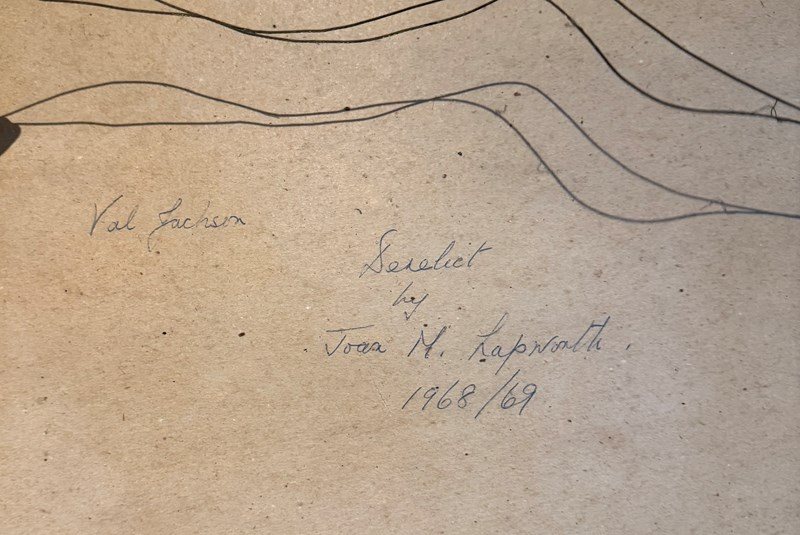 Val Jackson
Derelict
by
Joan M. Lapworth.
1968/69